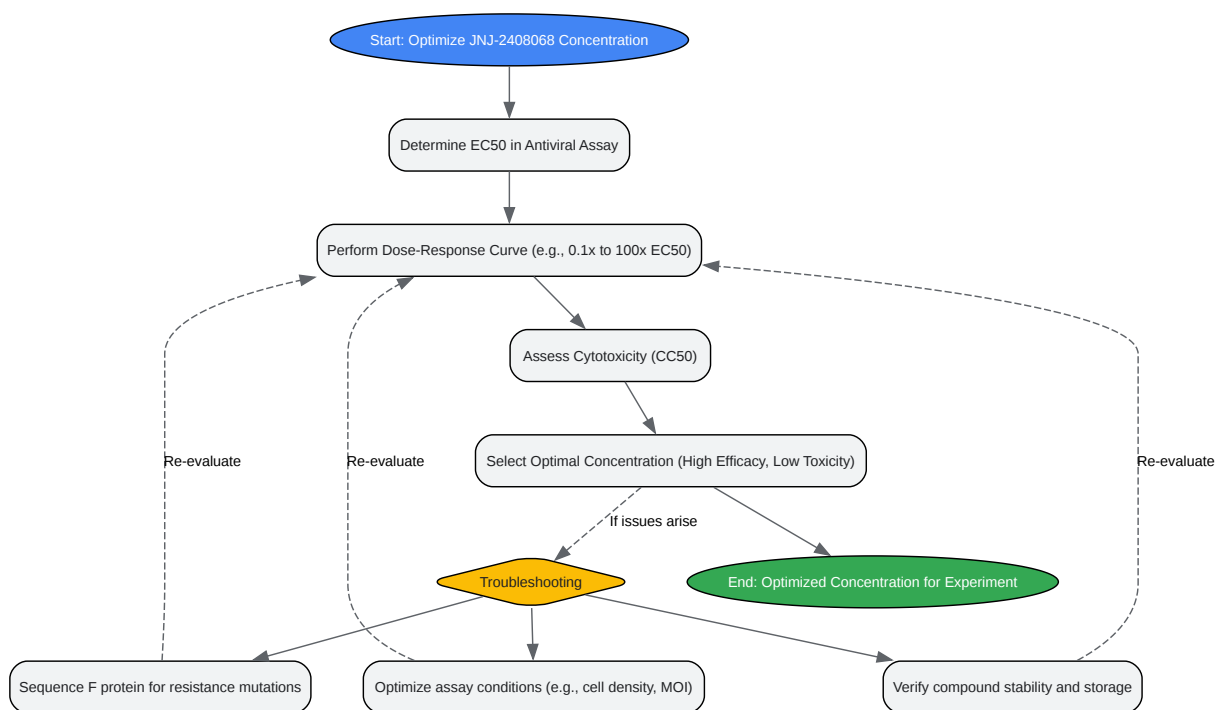 Start: Optimize JNJ-2408068 Concentration
Determine EC50 in Antiviral Assay
Perform Dose-Response Curve (e.g., 0.1x to 100x EC50)
Assess Cytotoxicity (CC50)
Re-evaluate
Re-evaluate
Select Optimal Concentration (High Efficacy, Low Toxicity)
Re-evaluate
If issues arise
Troubleshooting
End: Optimized Concentration for Experiment
Sequence F protein for resistance mutations
Optimize assay conditions (e.g., cell density, MOI)
Verify compound stability and storage